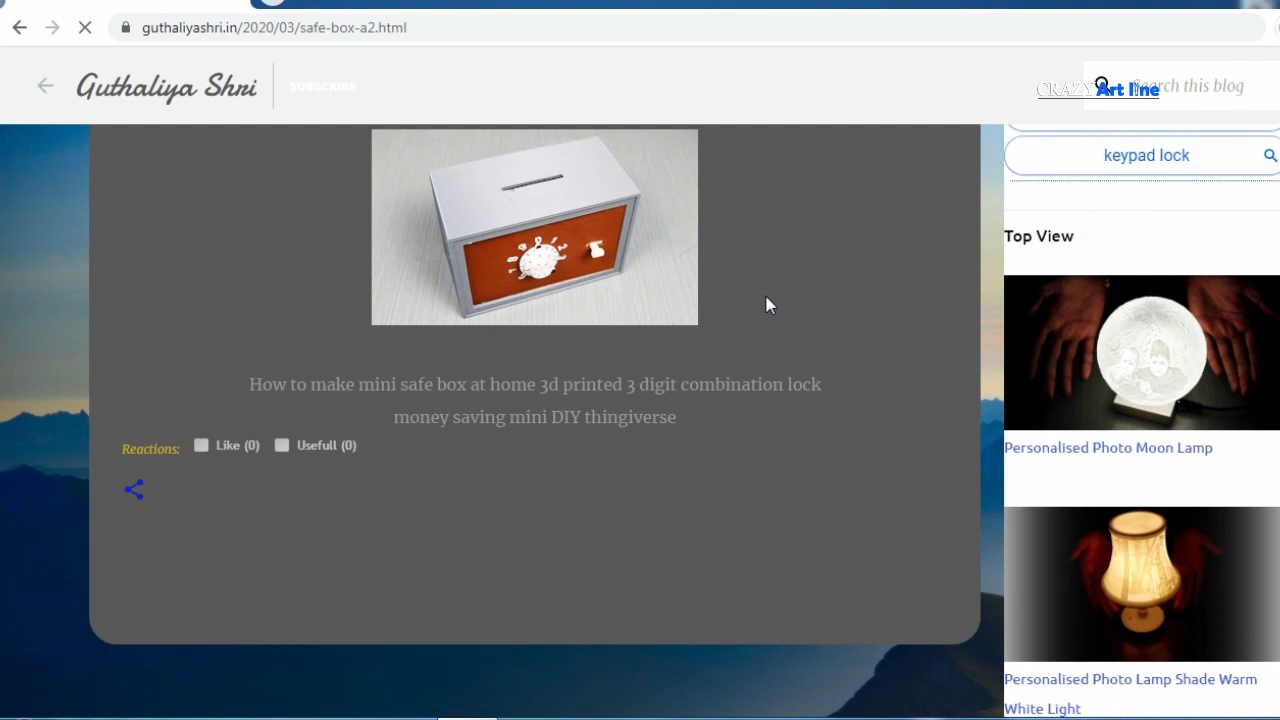 guthaliyashri.in/2020/03/safe-box-a2.html
Guthaliya Shri
SUBSCRIBE
CRAZY Art line
Search this blog
keypad lock
Top View
How to make mini safe box at home 3d printed 3 digit combination lock
money saving mini DIY thingiverse
Reactions: Like (0) Usefull (0)
Personalised Photo Moon Lamp
Personalised Photo Lamp Shade Warm
White Light